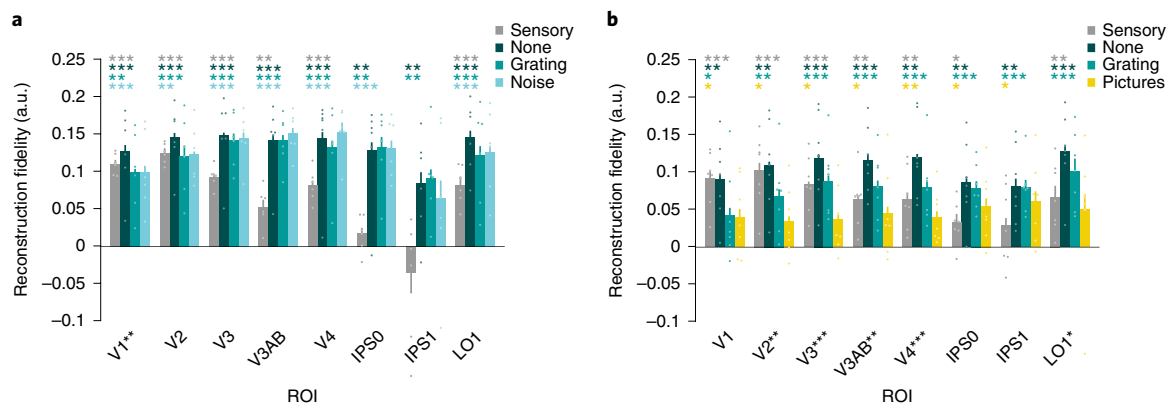 a
Sensory
None
Grating
Noise
*** *** *** ** *** ***
*** *** *** *** *** ** ** ***
** *** *** *** *** ** ** ***
*** ** *** *** *** *** ***
Reconstruction fidelity (a.u.)
0.25
0.2
0.15
0.10
0.05
0
−0.05
−0.1
V1** V2 V3 V3AB V4 IPS0 IPS1 LO1
ROI
b
Sensory
None
Grating
Pictures
*** ** ** ** ** * **
** ** *** *** *** ** ** ***
* ** *** *** *** *** *** ***
* * * ** ** * *
Reconstruction fidelity (a.u.)
0.25
0.2
0.15
0.10
0.05
0
−0.05
−0.1
V1 V2** V3*** V3AB** V4*** IPS0 IPS1 LO1*
ROI